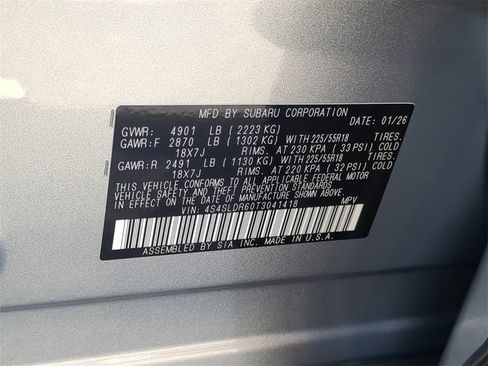 MFD BY SUBARU CORPORATION
DATE 01/26
GVWR: 4901 LB ( 2223 KG)
GAWR:F 2870 LB ( 1302 KG) WITH 225/55R18
18X7J RIMS. AT 230 KPA ( 33 PSI) COLD
GAWR:R 2491 LB ( 1130 KG) WITH 225/55R18
18X7J RIMS. AT 220 KPA ( 32 PSI) COLD
THIS VEHICLE CONFORMS TO ALL APPLICABLE FEDERAL MOTOR
VEHICLE SAFETY AND THEFT PREVENTION STANDARDS
IN EFFECT ON THE DATE OF MANUFACTURE SHOWN ABOVE.
VIN: 4S4SLDR60T3041418 MPV
ASSEMBLED BY SIA INC. MADE IN U.S.A.